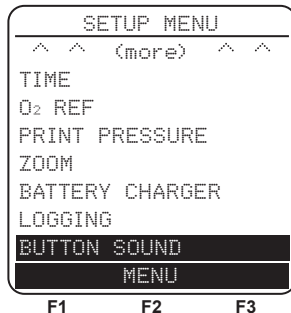 SETUP MENU
^ ^ (more) ^ ^
TIME
O₂ REF
PRINT PRESSURE
ZOOM
BATTERY CHARGER
LOGGING
BUTTON SOUND
MENU
F1 F2 F3